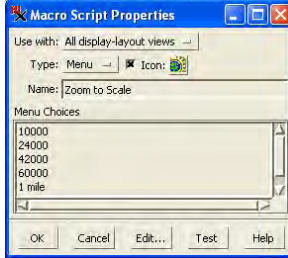 Macro Script Properties
Use with: All display-layout views
Type: Menu Icon:
Name: Zoom to Scale
Menu Choices
10000
24000
42000
60000
1 mile
OK Cancel Edit... Test Help